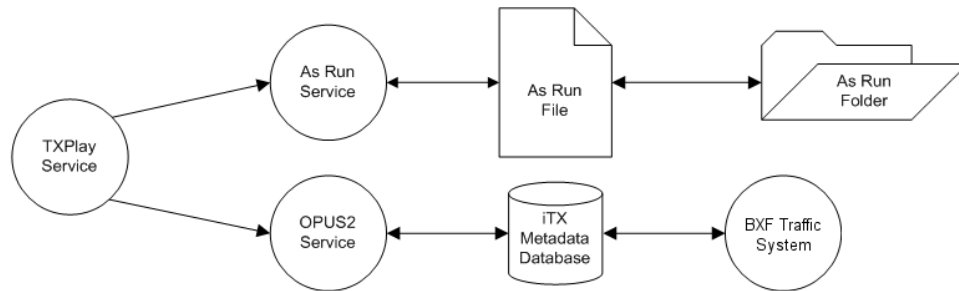 As Run
Service
As Run
File
As Run
Folder
TXPlay
Service
OPUS2
Service
iTX
Metadata
Database
BXF Traffic
System